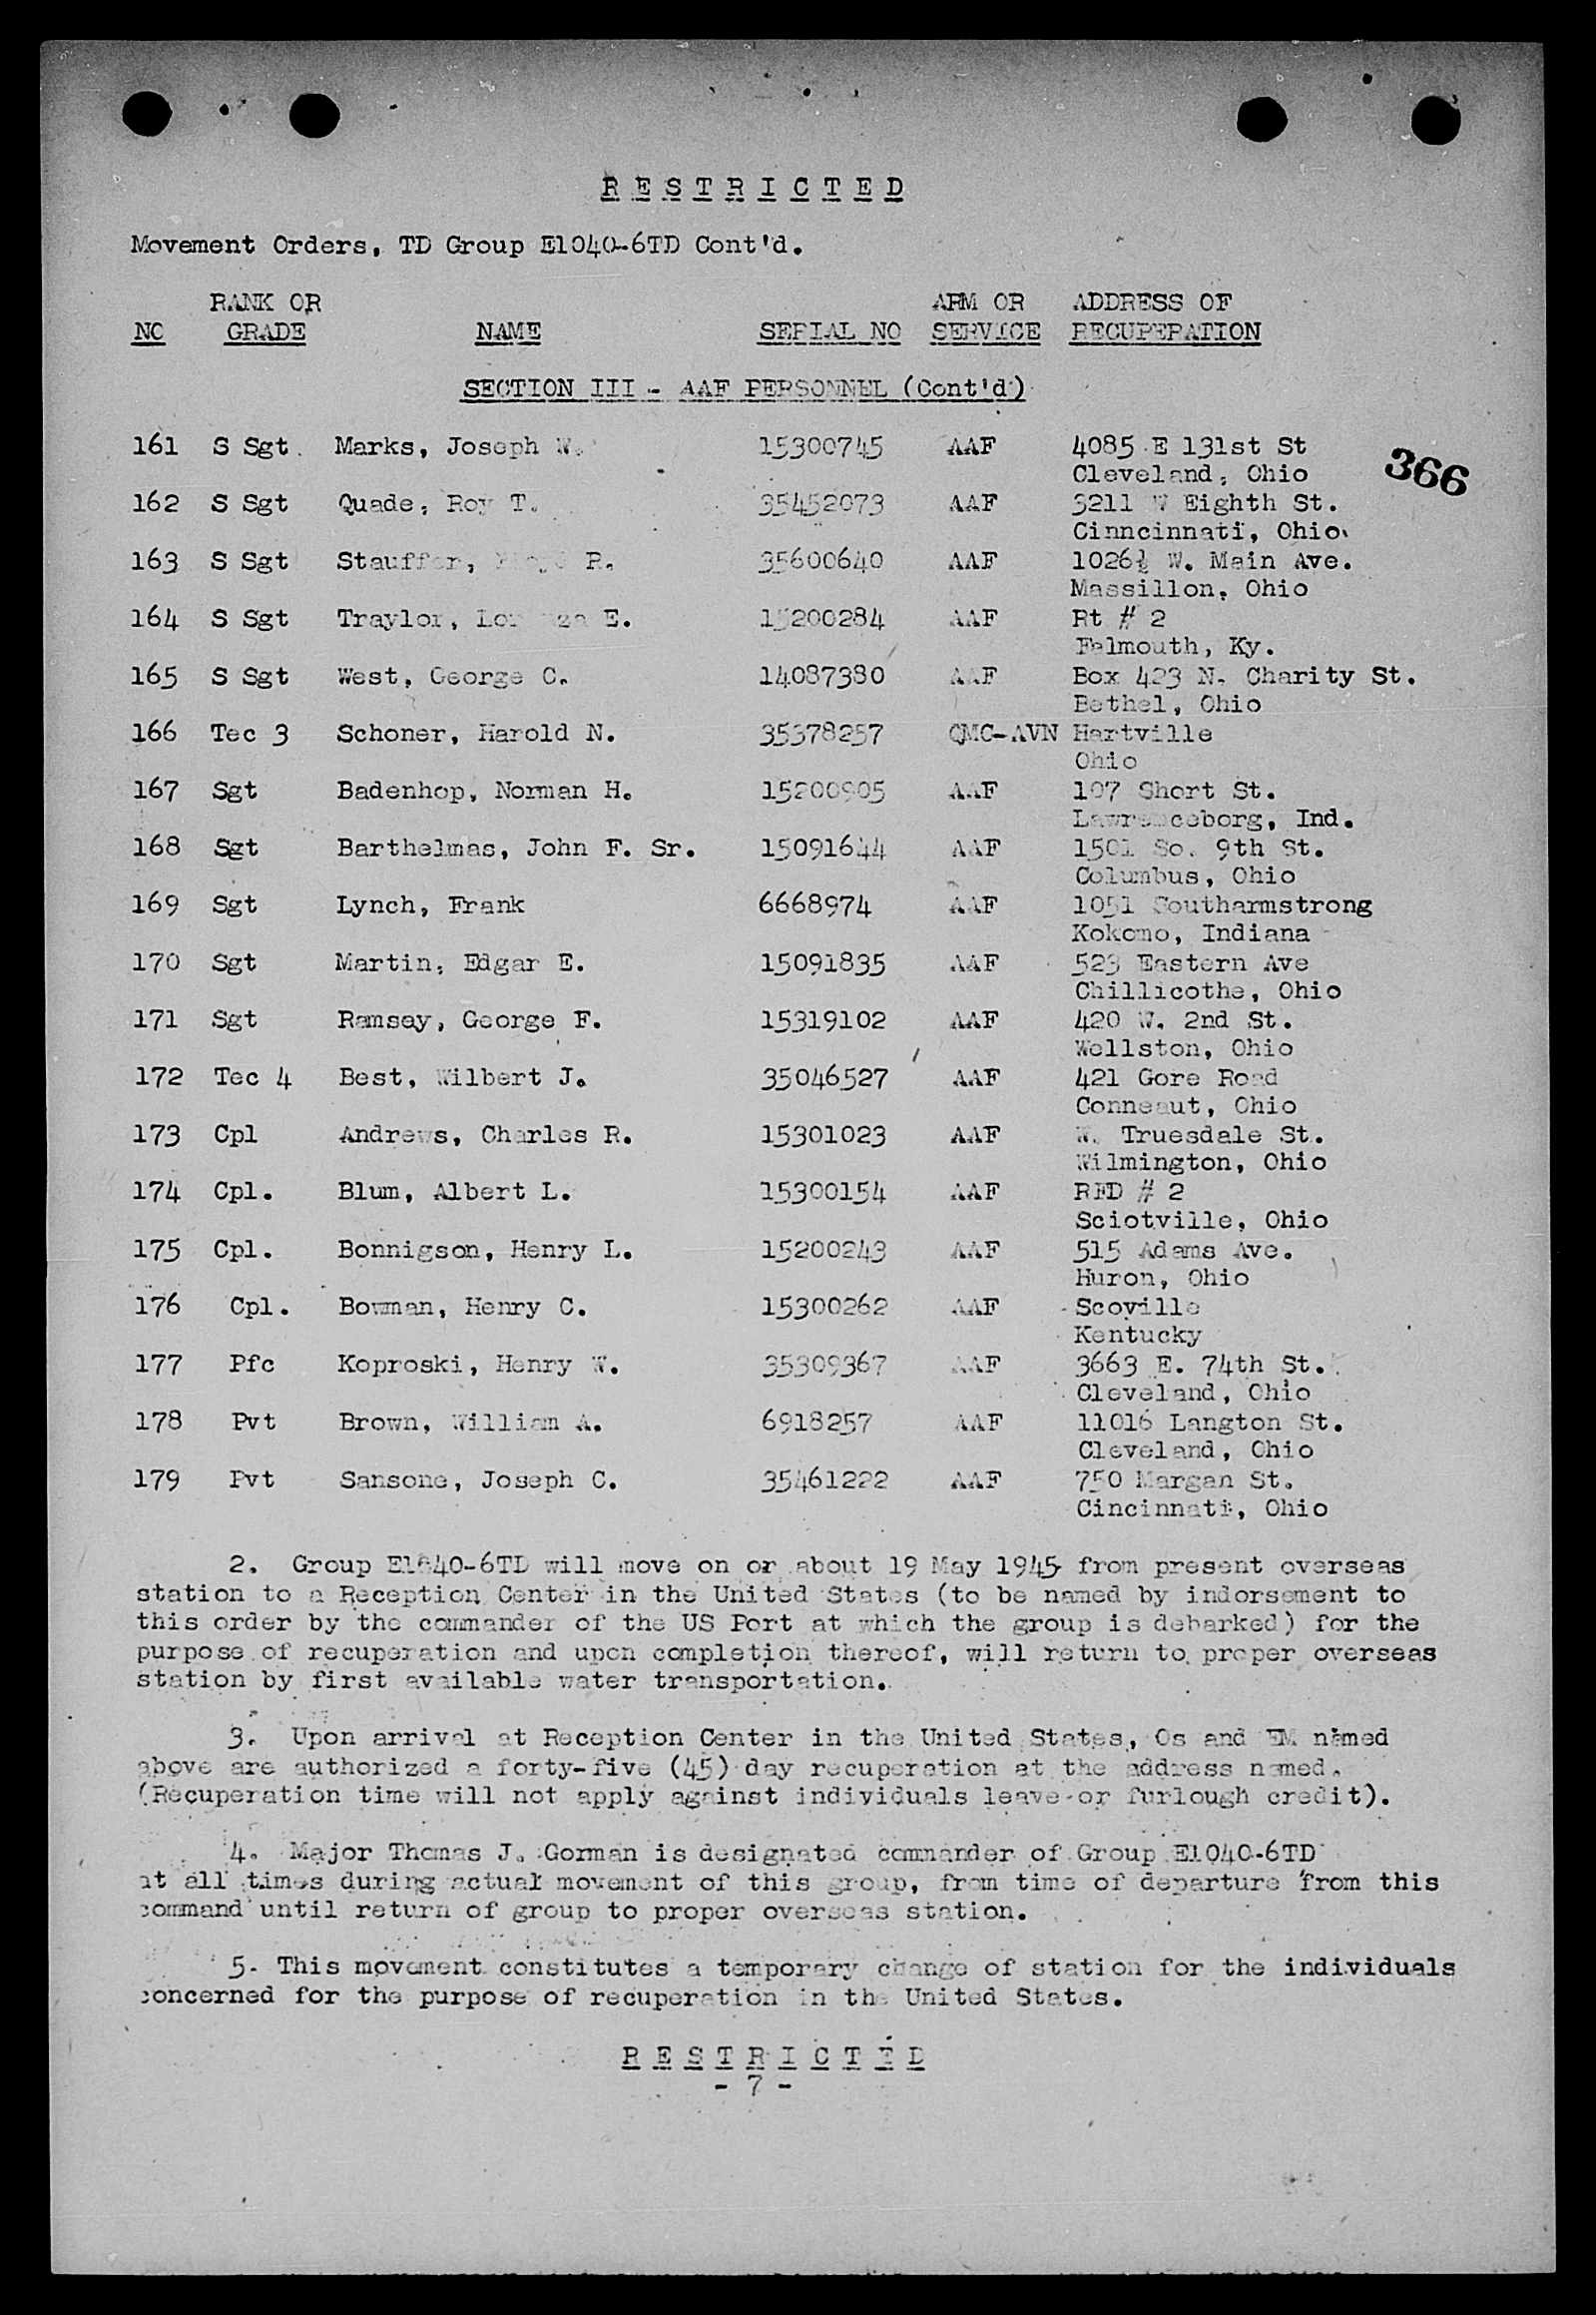 RESTRICTED
Movement Orders, TD Group E1040-6TD Cont'd.
RANK OR ARM OR ADDRESS OF
NO GRADE NAME SERIAL NO SERVICE RECUPERATION
SECTION III - AAF PERSONNEL (Cont'd)
161 S Sgt. Marks, Joseph W. 15300745 AAF 4085 E 131st St
Cleveland, Ohio
366
162 S Sgt Quade, Roy T. 35452073 AAF 3211 W Eighth St.
Cinncinnati, Ohio.
163 S Sgt Stauffer, R. 35600640 AAF 1026½ W. Main Ave.
Massillon, Ohio
164 S Sgt Traylor, E. 15200284 AAF Rt # 2
Falmouth, Ky.
165 S Sgt West, George C. 14087380 AAF Box 423 N. Charity St.
Bethel, Ohio
166 Tec 3 Schoner, Harold N. 35378257 QMC-AVN Hartville
Ohio
167 Sgt Badenhop, Norman H. 15200905 AAF 107 Short St.
Lawrenceborg, Ind.
168 Sgt Barthelmas, John F. Sr. 15091644 AAF 1501 So. 9th St.
Columbus, Ohio
169 Sgt Lynch, Frank 6668974 AAF 1051 Southarmstrong
Kokomo, Indiana
170 Sgt Martin, Edgar E. 15091835 AAF 523 Eastern Ave
Chillicothe, Ohio
171 Sgt Ramsey, George F. 15319102 AAF 420 W. 2nd St.
Wellston, Ohio
172 Tec 4 Best, Wilbert J. 35046527 AAF 421 Gore Road
Conneaut, Ohio
173 Cpl Andrews, Charles R. 15301023 AAF W. Truesdale St.
Wilmington, Ohio
174 Cpl. Blum, Albert L. 15300154 AAF RFD # 2
Sciotville, Ohio
175 Cpl. Bonnigson, Henry L. 15200243 AAF 515 Adams Ave.
Huron, Ohio
176 Cpl. Bowman, Henry C. 15300262 AAF Scoville
Kentucky
177 Pfc Koproski, Henry W. 35309367 AAF 3663 E. 74th St.
Cleveland, Ohio
178 Pvt Brown, William A. 6918257 AAF 11016 Langton St.
Cleveland, Ohio
179 Pvt Sansone, Joseph C. 35461222 AAF 750 Margan St.
Cincinnati, Ohio
2. Group E1040-6TD will move on or about 19 May 1945 from present overseas
station to a Reception Center in the United States (to be named by indorsement to
this order by the commander of the US Port at which the group is debarked) for the
purpose of recuperation and upon completion thereof, will return to proper overseas
station by first available water transportation.
3. Upon arrival at Reception Center in the United States, Os and EM named
above are authorized a forty-five (45) day recuperation at the address named.
(Recuperation time will not apply against individuals leave or furlough credit).
4. Major Thomas J. Gorman is designated commander of Group E1040-6TD
at all times during actual movement of this group, from time of departure from this
command until return of group to proper overseas station.
5. This movement constitutes a temporary change of station for the individuals
concerned for the purpose of recuperation in the United States.
RESTRICTED
- 7 -